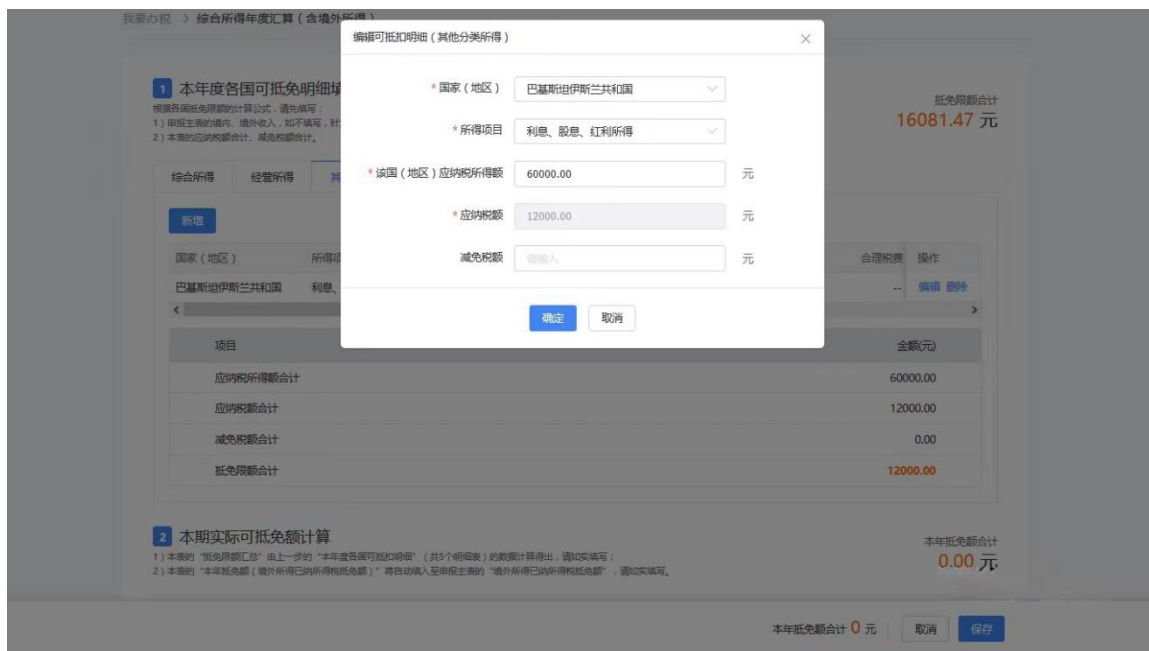 我要办税 > 综合所得年度汇算(含境外所得)
编辑可抵扣明细(其他分类所得)
1 本年度各国可抵免明细填
根据各国抵免限额的计算公式,请先填写:
1)申报主表的境内、境外收入,如不填写,针
2)本表的应纳税额合计、减免税额合计。
抵免限额合计
16081.47 元
* 国家(地区) 巴基斯坦伊斯兰共和国
* 所得项目 利息、股息、红利所得
* 该国(地区)应纳税所得额 60000.00 元
* 应纳税额 12000.00 元
减免税额 请输入 元
确定 取消
综合所得 经营所得 其
新增
国家(地区) 所得项 合理税费 操作
巴基斯坦伊斯兰共和国 利息、 -- 编辑 删除
项目 金额(元)
应纳税所得额合计 60000.00
应纳税额合计 12000.00
减免税额合计 0.00
抵免限额合计 12000.00
2 本期实际可抵免额计算
1)本表的“抵免限额汇总”由上一步的“本年度各国可抵扣明细”(共5个明细表)的数据计算得出,请如实填写;
2)本表的“本年抵免额(境外所得已纳所得税抵免额)”将自动填入至申报主表的“境外所得已纳所得税抵免额”,请如实填写。
本年抵免额合计
0.00 元
本年抵免额合计 0 元 取消 保存